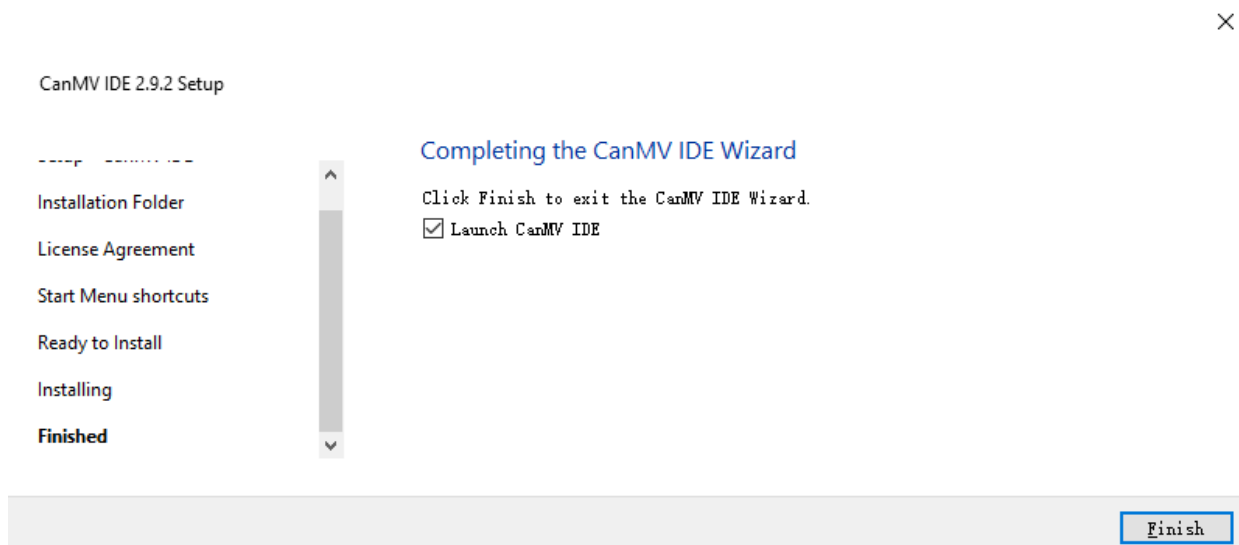 CanMV IDE 2.9.2 Setup
Installation Folder
License Agreement
Start Menu shortcuts
Ready to Install
Installing
Finished
Completing the CanMV IDE Wizard
Click Finish to exit the CanMV IDE Wizard.
Launch CanMV IDE
Finish